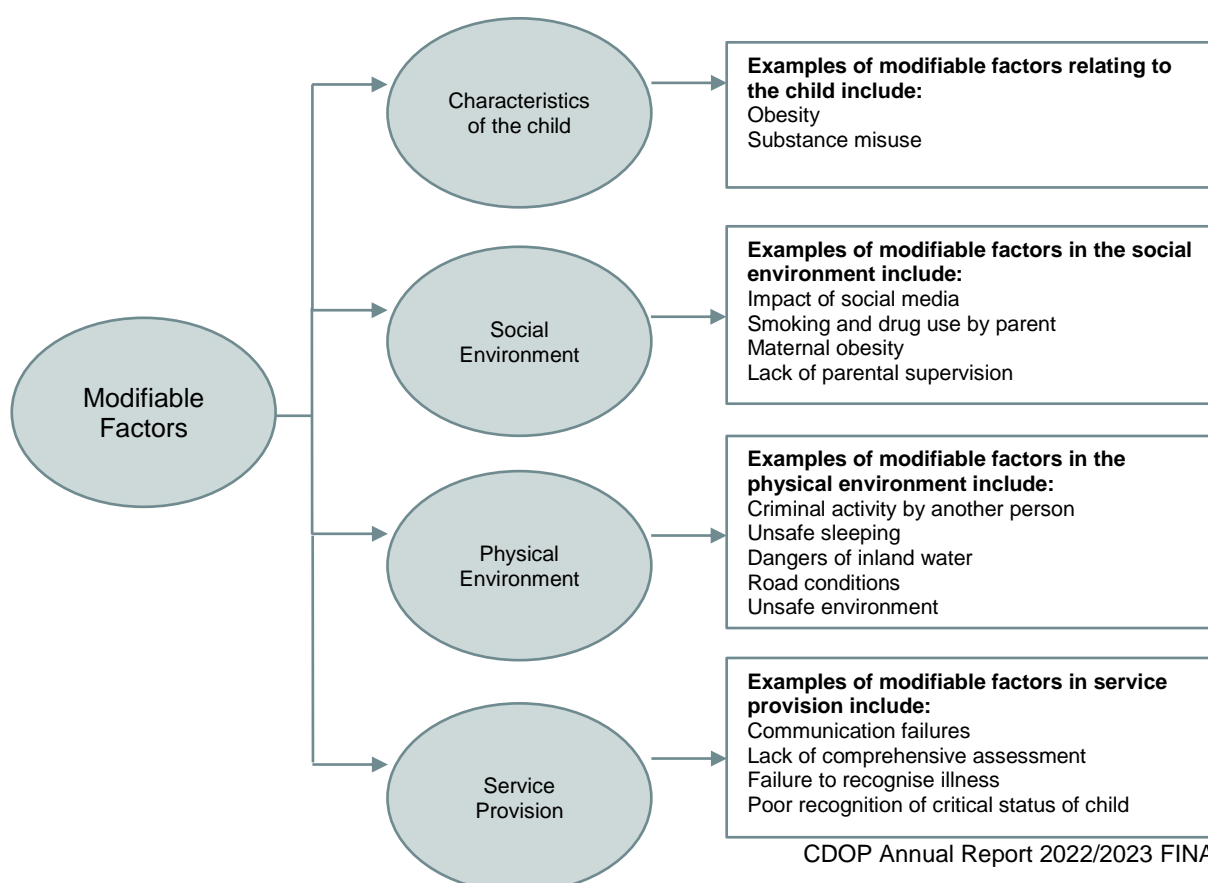 Modifiable
Factors
Characteristics
of the child
Examples of modifiable factors relating to
the child include:
Obesity
Substance misuse
Social
Environment
Examples of modifiable factors in the social
environment include:
Impact of social media
Smoking and drug use by parent
Maternal obesity
Lack of parental supervision
Physical
Environment
Examples of modifiable factors in the
physical environment include:
Criminal activity by another person
Unsafe sleeping
Dangers of inland water
Road conditions
Unsafe environment
Service
Provision
Examples of modifiable factors in service
provision include:
Communication failures
Lack of comprehensive assessment
Failure to recognise illness
Poor recognition of critical status of child
CDOP Annual Report 2022/2023 FINA